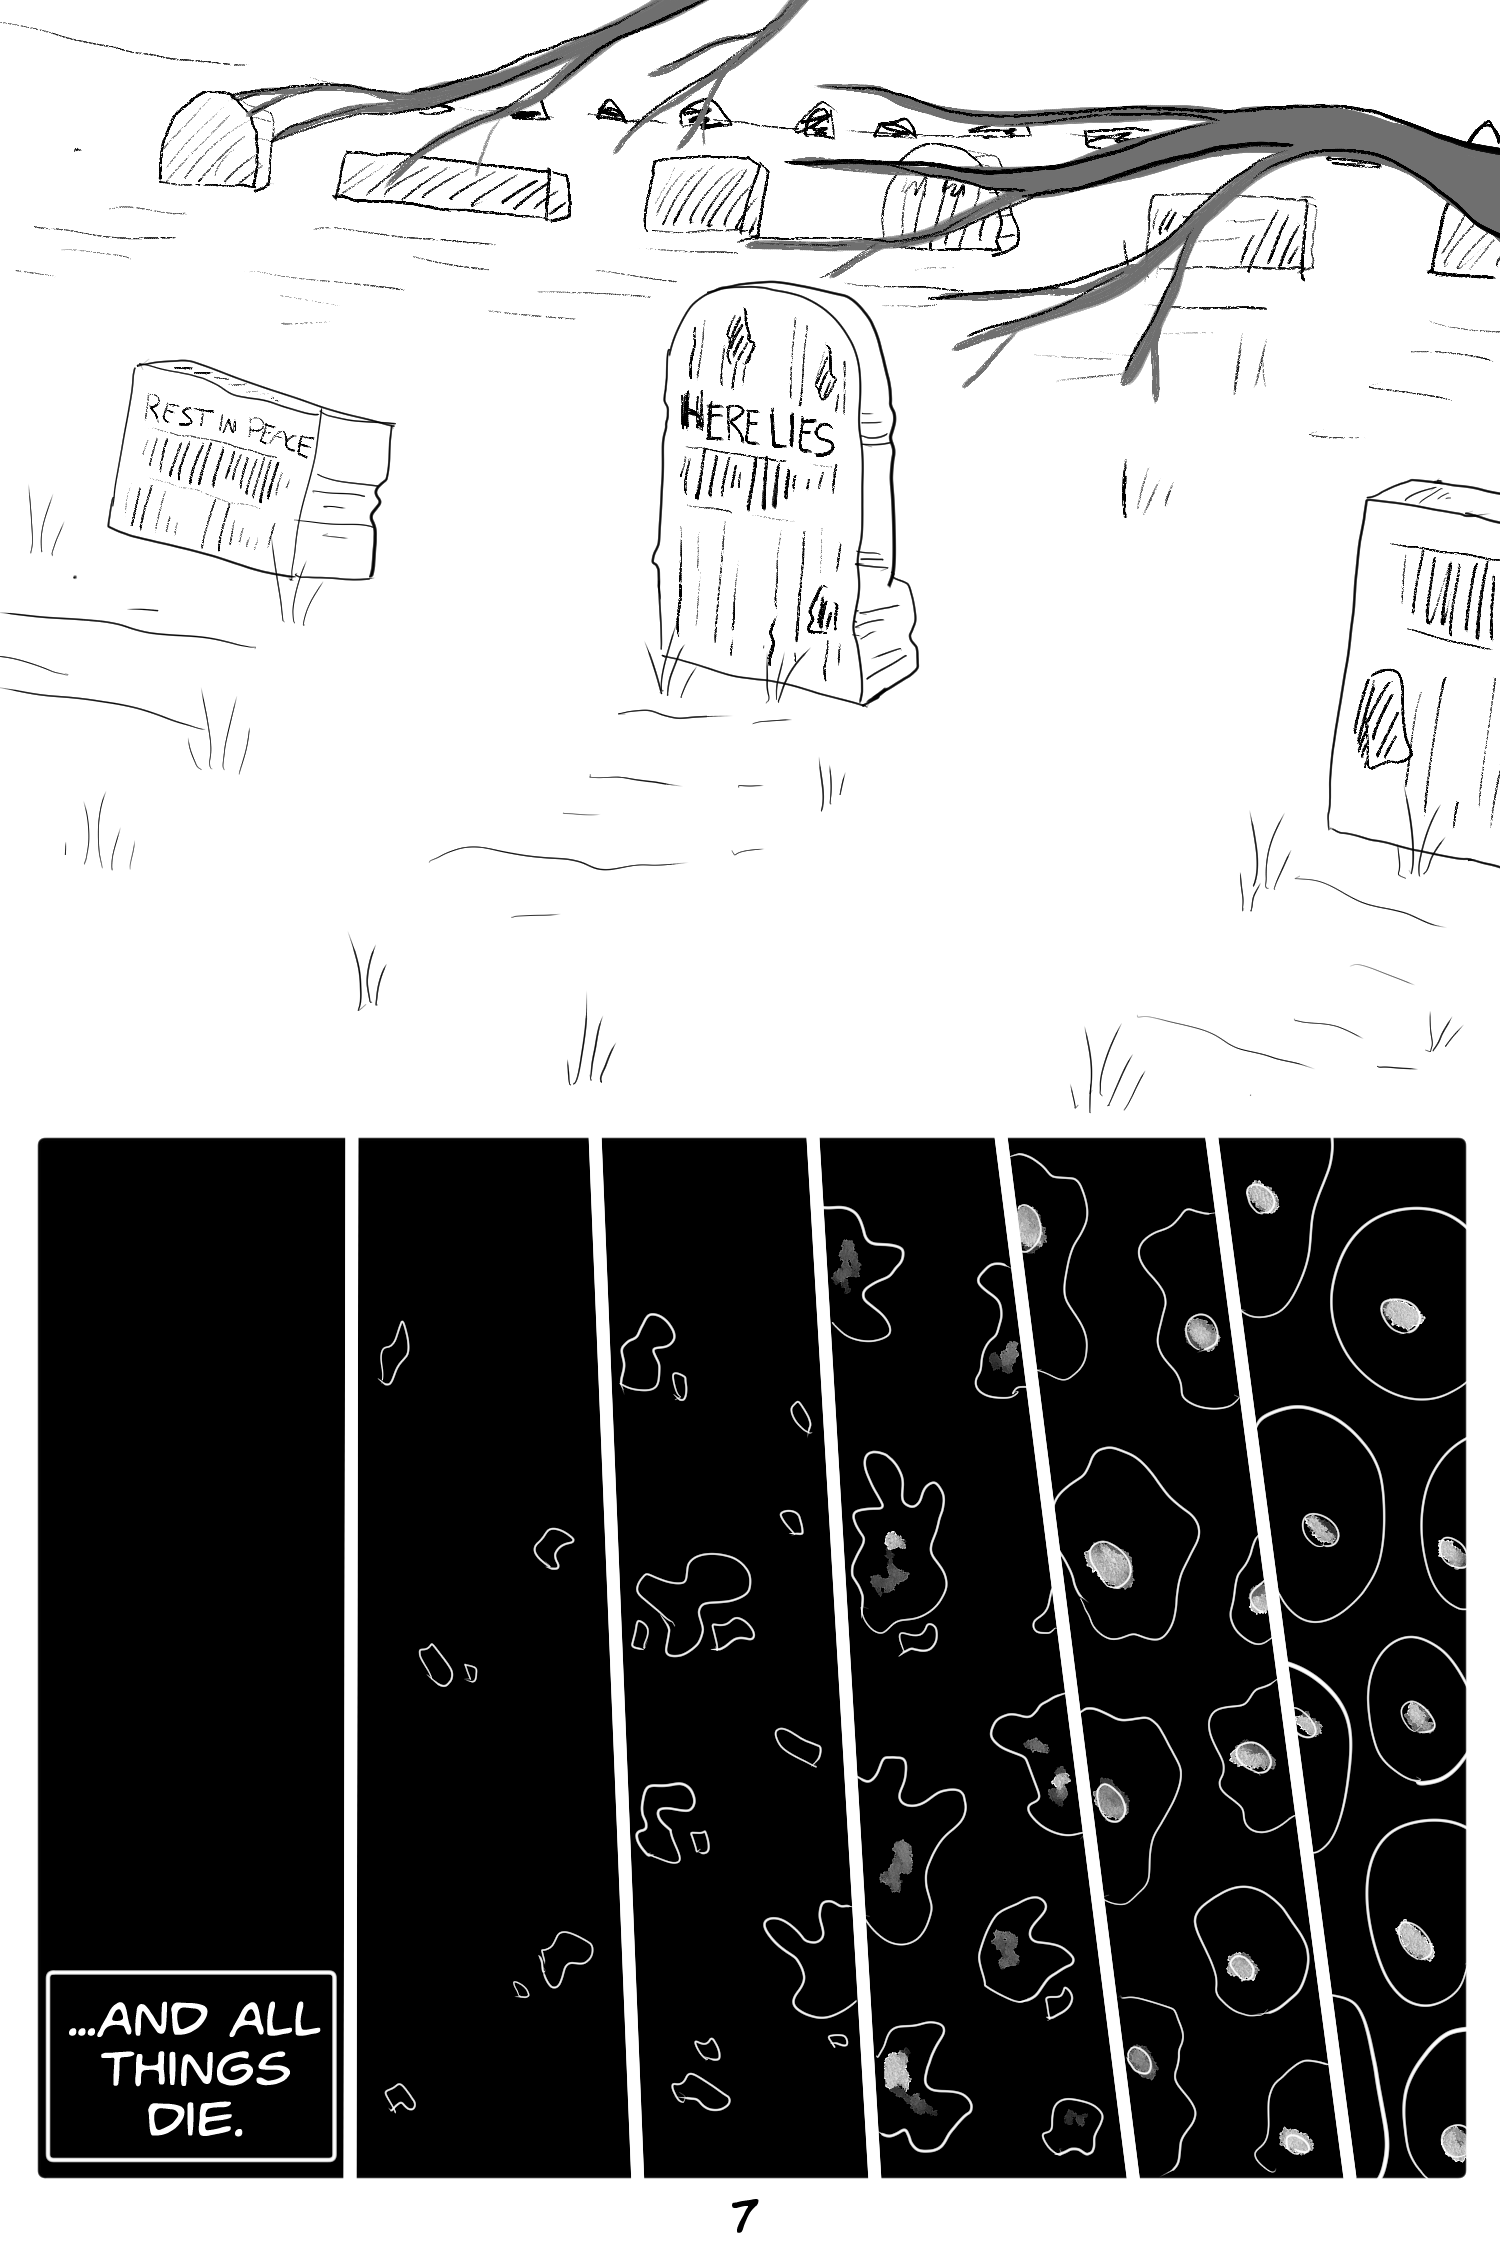 REST IN PEACE
HERE LIES
...AND ALL
THINGS
DIE.
7